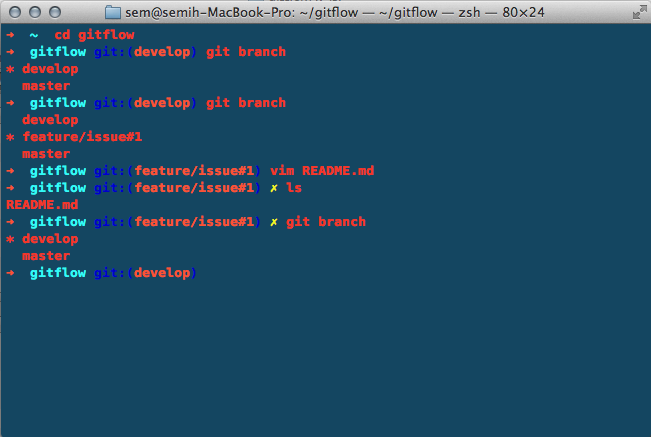 sem@semih-MacBook-Pro: ~/gitflow — ~/gitflow — zsh — 80×24
➜  ~  cd gitflow
➜  gitflow git:(develop) git branch
* develop
  master
➜  gitflow git:(develop) git branch
  develop
* feature/issue#1
  master
➜  gitflow git:(feature/issue#1) vim README.md
➜  gitflow git:(feature/issue#1) ✗ ls
README.md
➜  gitflow git:(feature/issue#1) ✗ git branch
* develop
  master
➜  gitflow git:(develop)